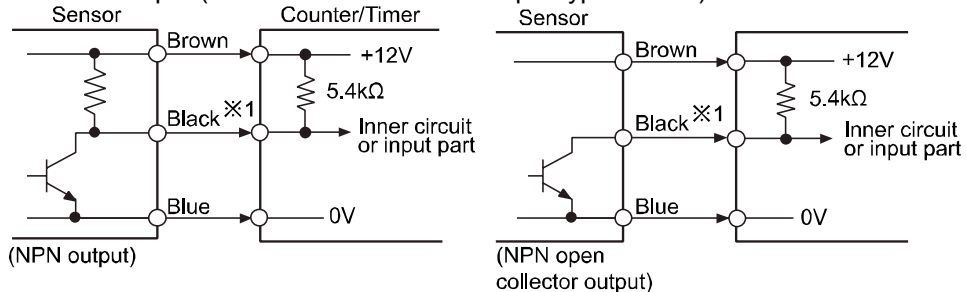 Sensor
Counter/Timer
Brown
+12V
5.4kΩ
Black ※1
Inner circuit
or input part
Blue
0V
(NPN output)
Sensor
Brown
+12V
5.4kΩ
Black ※1
Inner circuit
or input part
Blue
0V
(NPN open
collector output)